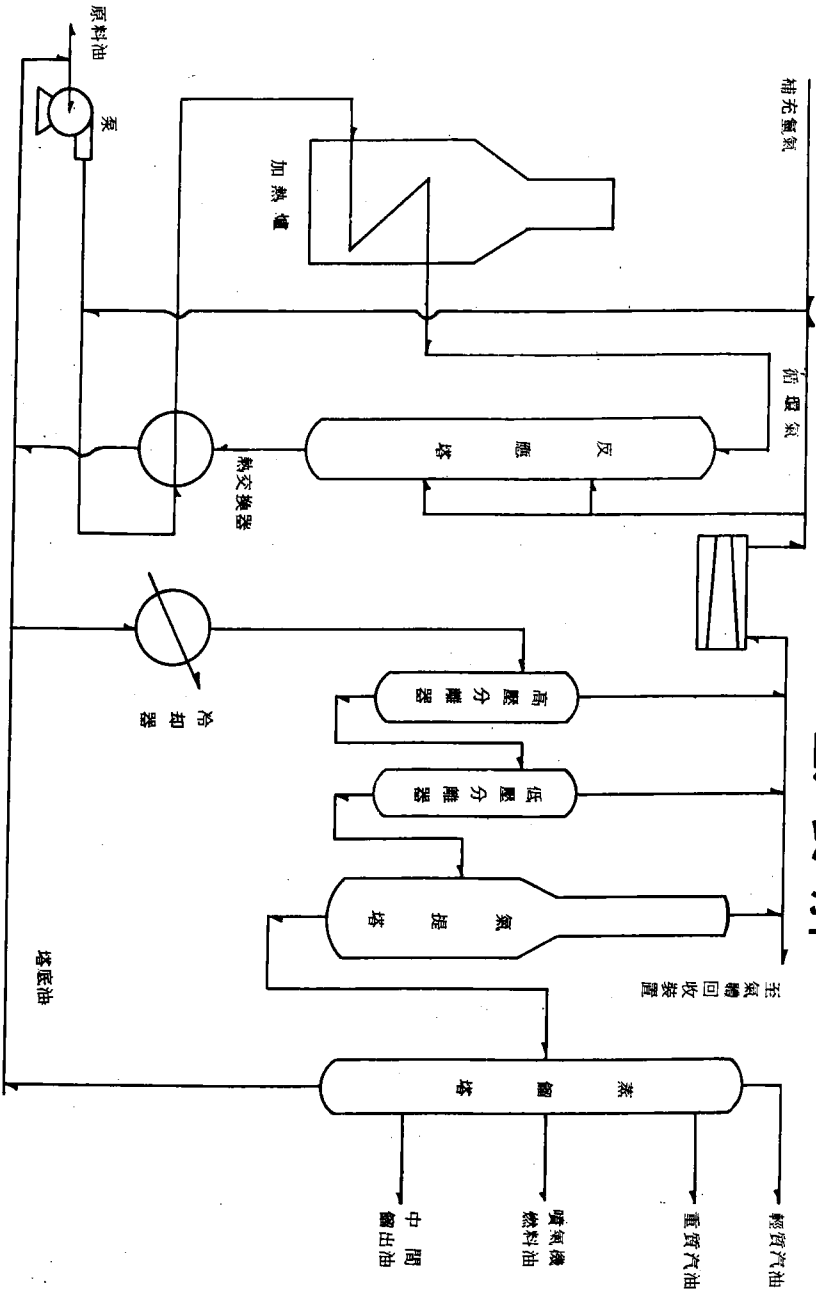 補充氫氣
循環氣
原料油
泵
加熱爐
反應塔
熱交換器
冷却器
高壓分離器
低壓分離器
氣提塔
至氣體回收裝置
塔底油
蒸餾塔
輕質汽油
重質汽油
噴氣機
燃料油
中間
餾出油